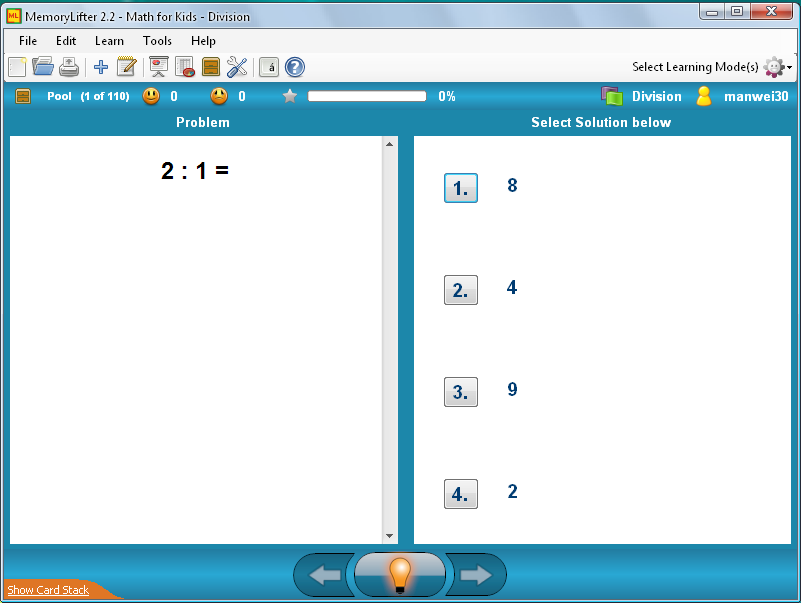 MemoryLifter 2.2 - Math for Kids - Division
File Edit Learn Tools Help
Select Learning Mode(s)
Pool (1 of 110) 0 0 0% Division manwei30
Problem
Select Solution below
2 : 1 =
1. 8
2. 4
3. 9
4. 2
Show Card Stack